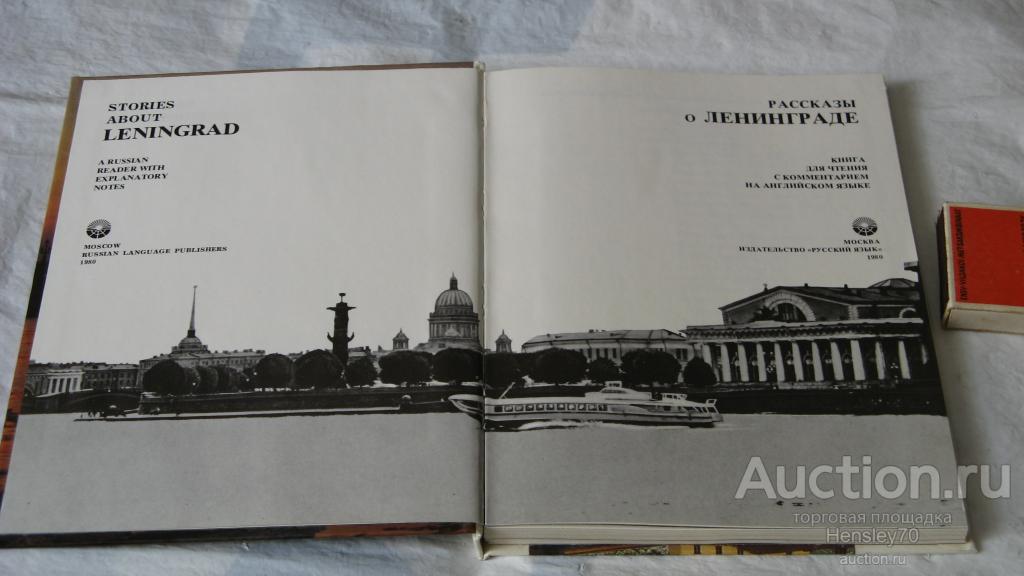 STORIES
ABOUT
LENINGRAD
A RUSSIAN
READER WITH
EXPLANATORY
NOTES
MOSCOW
RUSSIAN LANGUAGE PUBLISHERS
1980
РАССКАЗЫ
О ЛЕНИНГРАДЕ
КНИГА
ДЛЯ ЧТЕНИЯ
С КОММЕНТАРИЕМ
НА АНГЛИЙСКОМ ЯЗЫКЕ
МОСКВА
ИЗДАТЕЛЬСТВО «РУССКИЙ ЯЗЫК»
1980
Auction.ru
торговая площадка
Hensley70
auction.ru